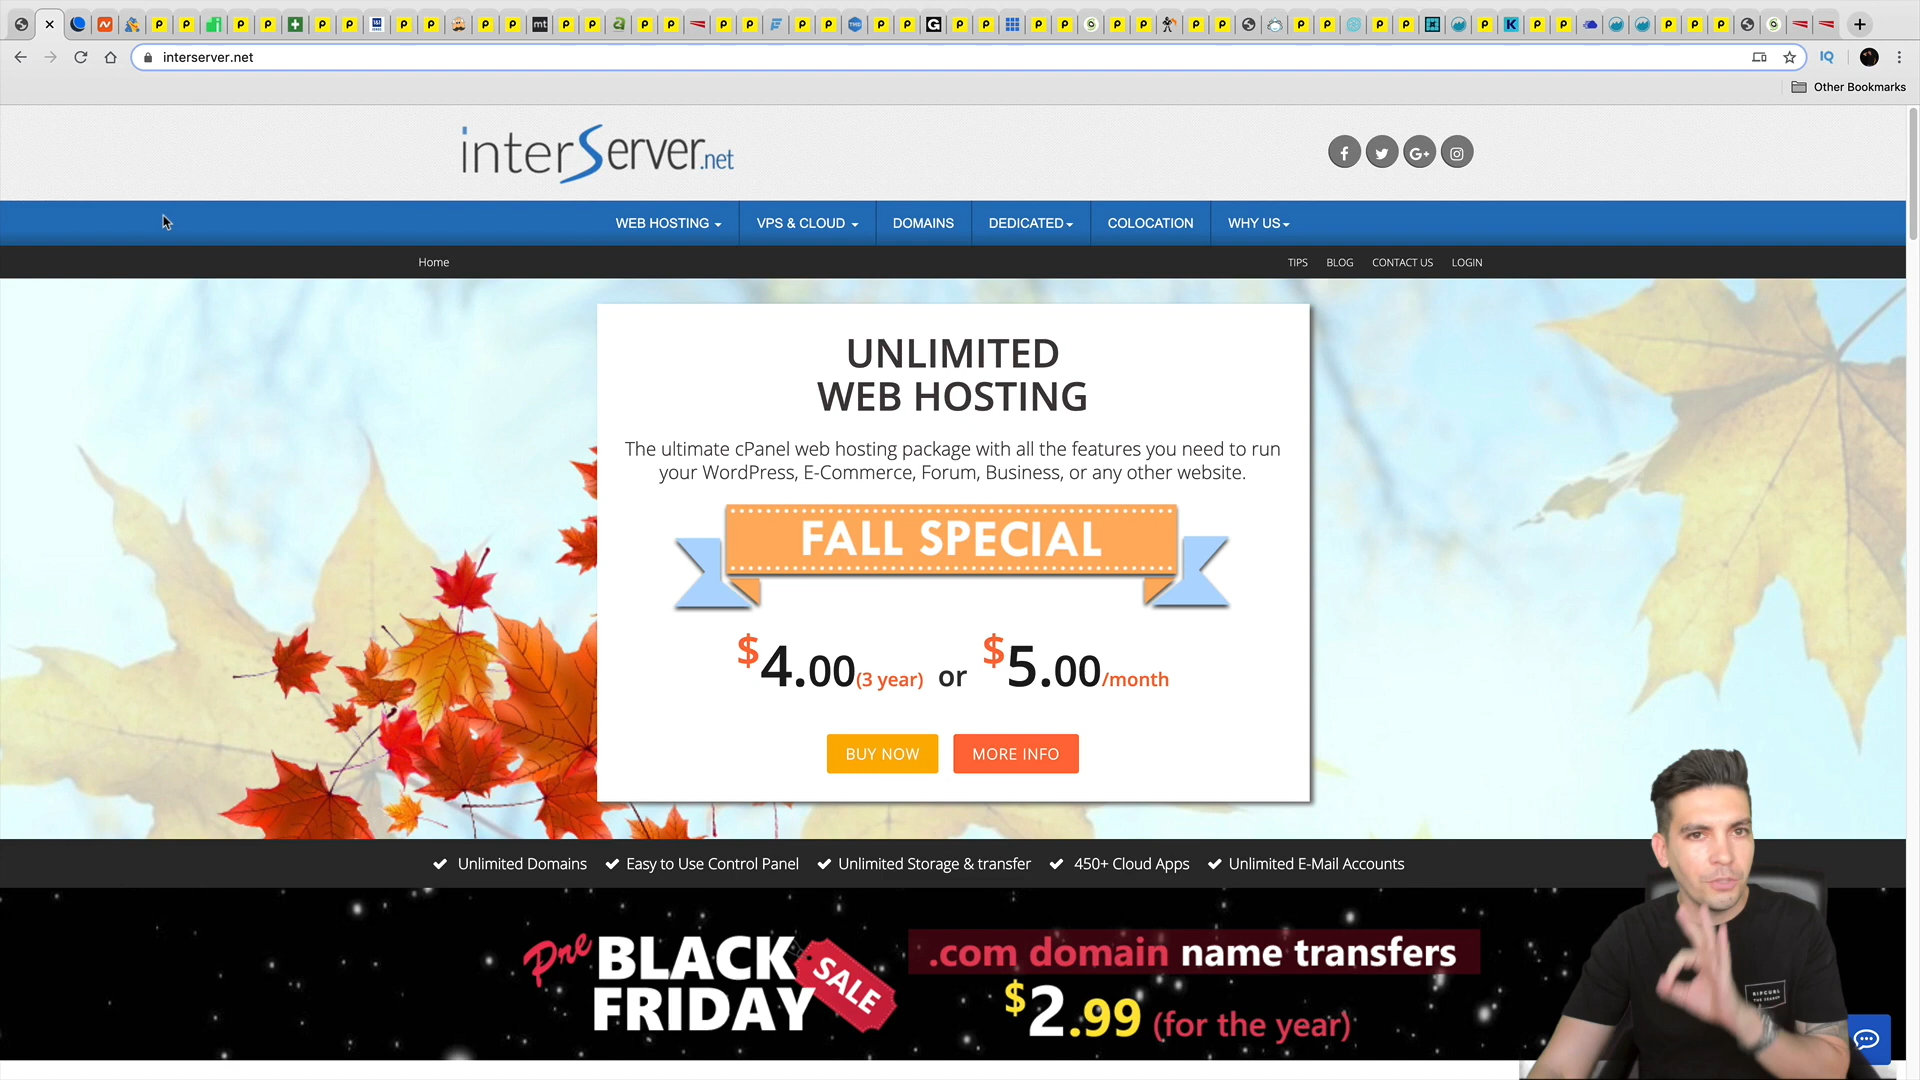 interserver.net
IQ
Other Bookmarks
interServer.net
WEB HOSTING
VPS & CLOUD
DOMAINS
DEDICATED
COLOCATION
WHY US
Home
TIPS
BLOG
CONTACT US
LOGIN
UNLIMITED
WEB HOSTING
The ultimate cPanel web hosting package with all the features you need to run
your WordPress, E-Commerce, Forum, Business, or any other website.
FALL SPECIAL
$4.00(3 year) or $5.00/month
BUY NOW
MORE INFO
Unlimited Domains
Easy to Use Control Panel
Unlimited Storage & transfer
450+ Cloud Apps
Unlimited E-Mail Accounts
Pre BLACK
FRIDAY
SALE
.com domain name transfers
$2.99 (for the year)
RIPCURL
THE SEARCH